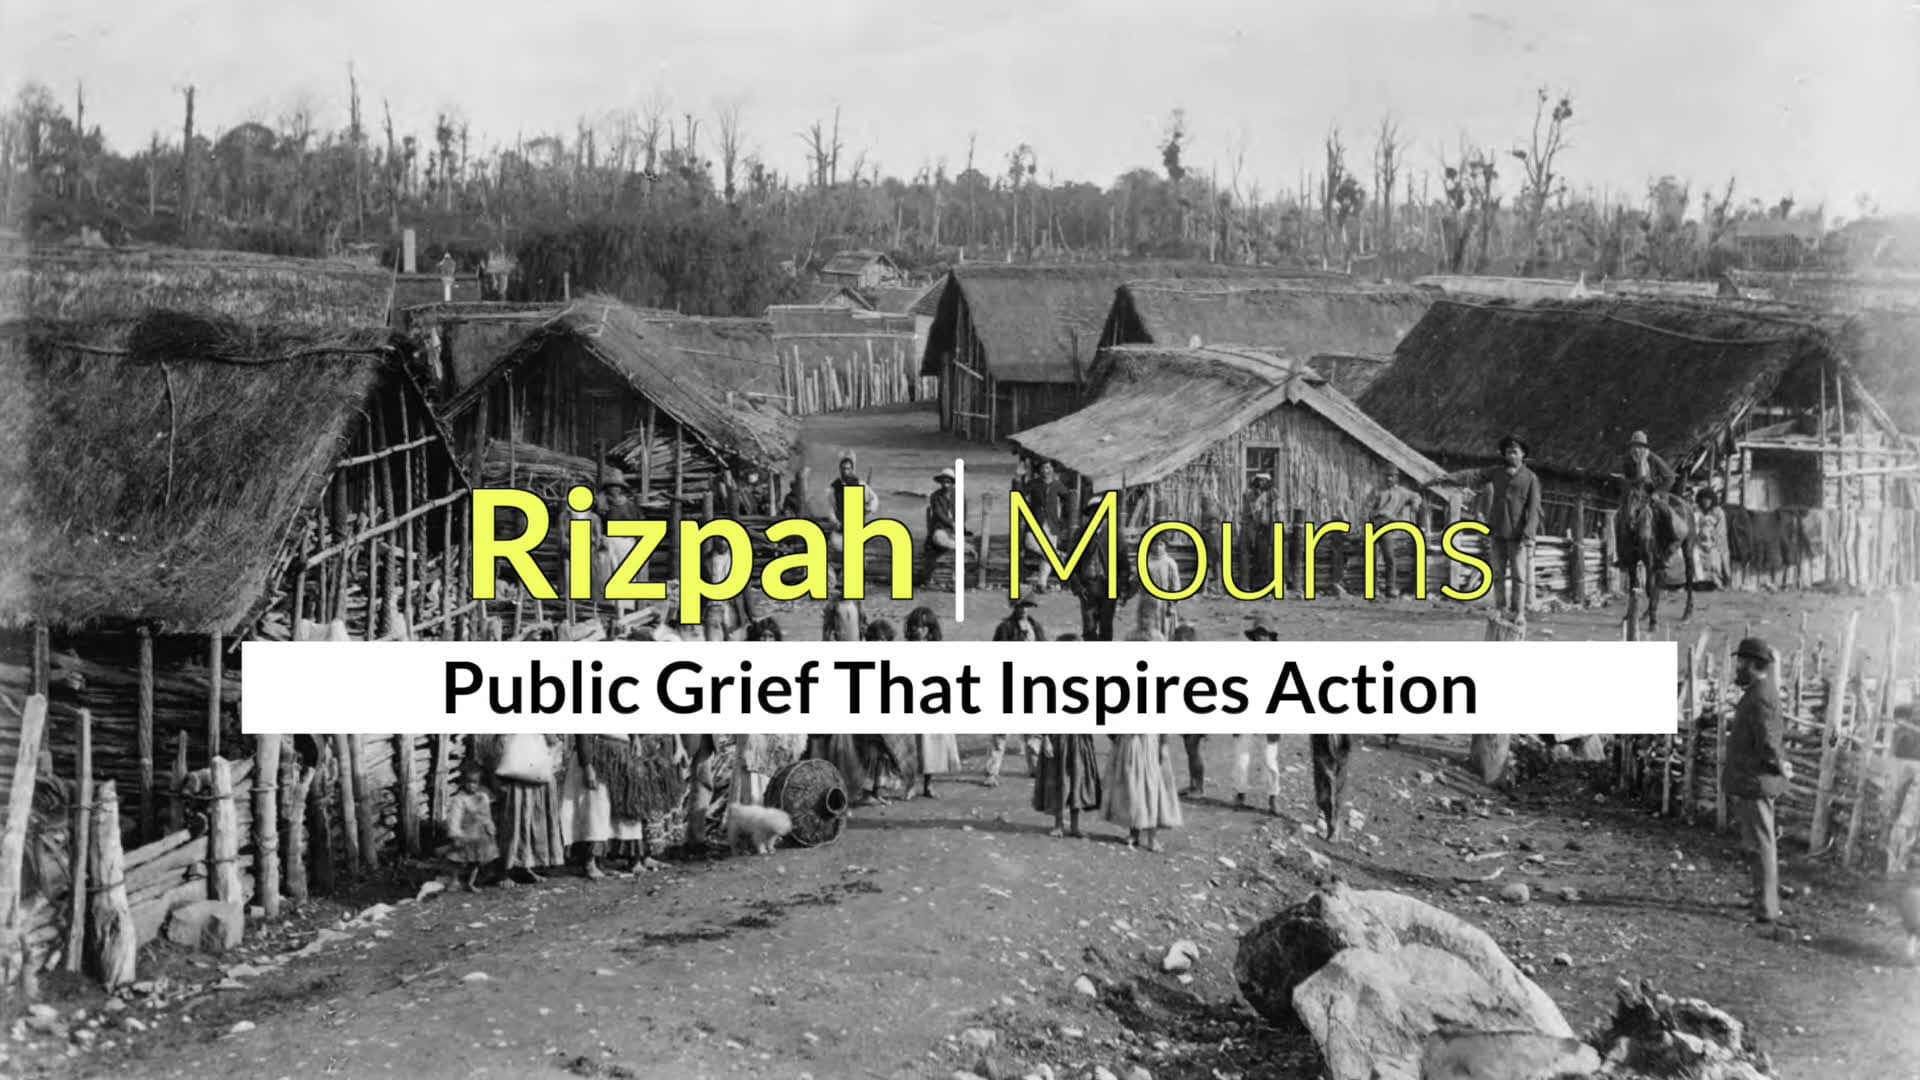 Rizpah | Mourns
Public Grief That Inspires Action